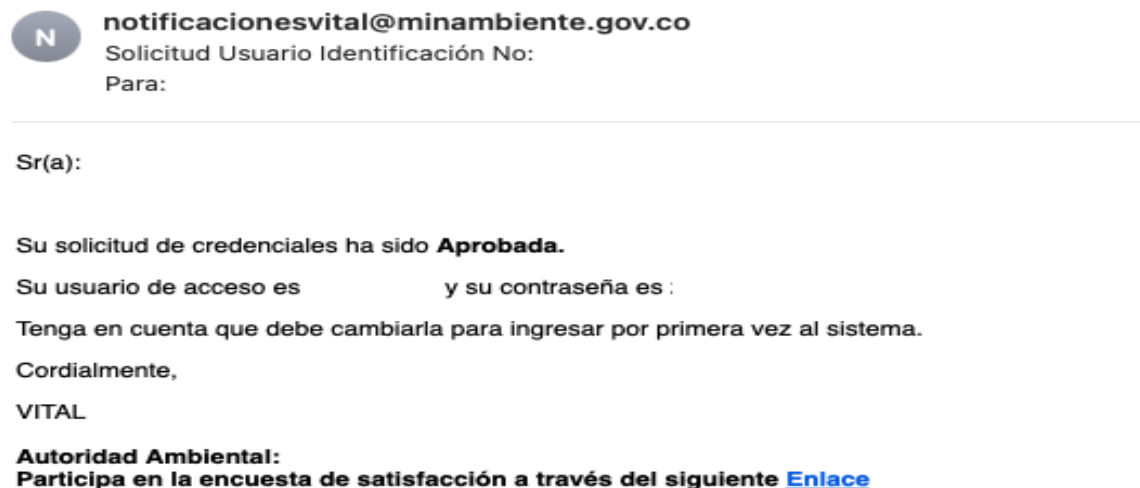 N
notificacionesvital@minambiente.gov.co
Solicitud Usuario Identificación No:
Para:
Sr(a):
Su solicitud de credenciales ha sido Aprobada.
Su usuario de acceso es y su contraseña es :
Tenga en cuenta que debe cambiarla para ingresar por primera vez al sistema.
Cordialmente,
VITAL
Autoridad Ambiental:
Participa en la encuesta de satisfacción a través del siguiente Enlace